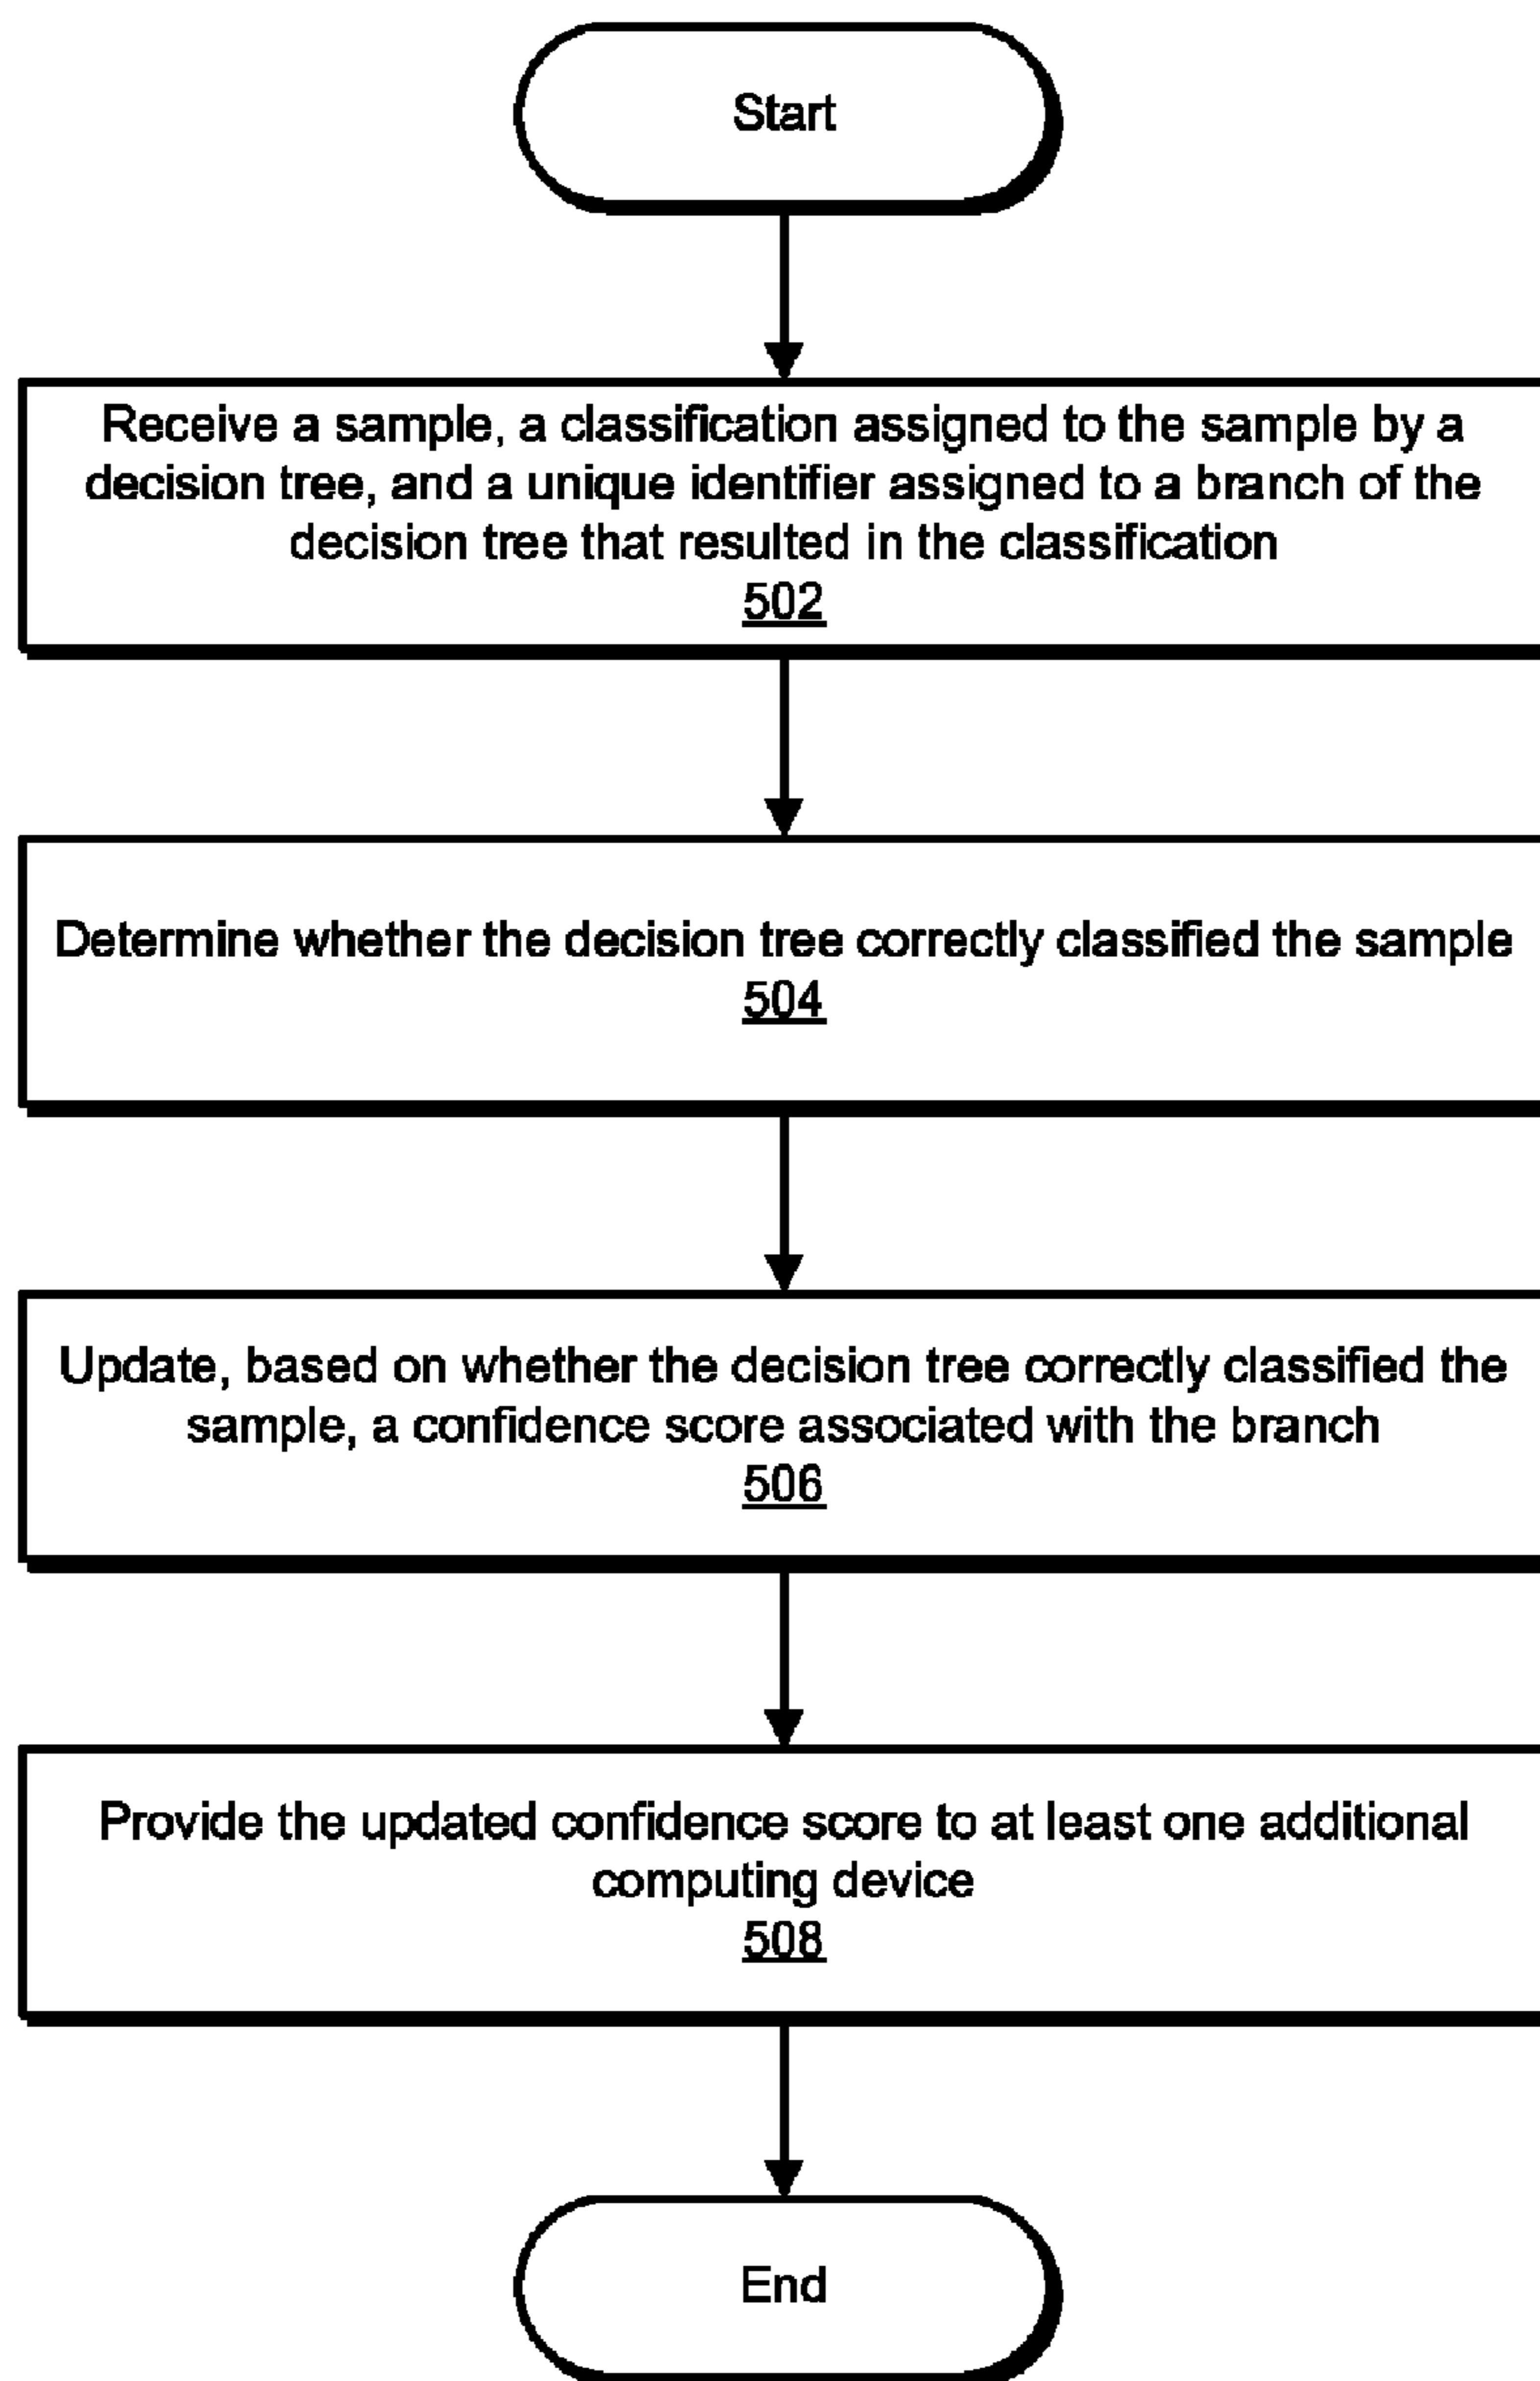 Start
Receive a sample, a classification assigned to the sample by a
decision tree, and a unique identifier assigned to a branch of the
decision tree that resulted in the classification
502
Determine whether the decision tree correctly classified the sample
504
Update, based on whether the decision tree correctly classified the
sample, a confidence score associated with the branch
506
Provide the updated confidence score to at least one additional
computing device
508
End